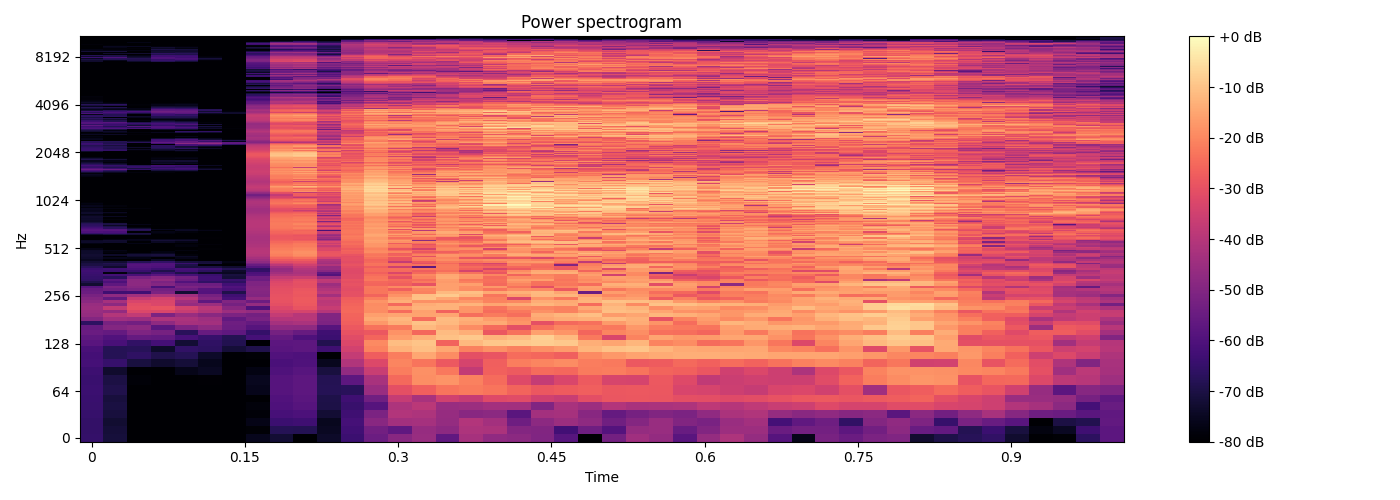 Power spectrogram
8192
4096
2048
1024
512
256
128
64
0
Hz
0 0.15 0.3 0.45 0.6 0.75 0.9
Time
+0 dB
-10 dB
-20 dB
-30 dB
-40 dB
-50 dB
-60 dB
-70 dB
-80 dB